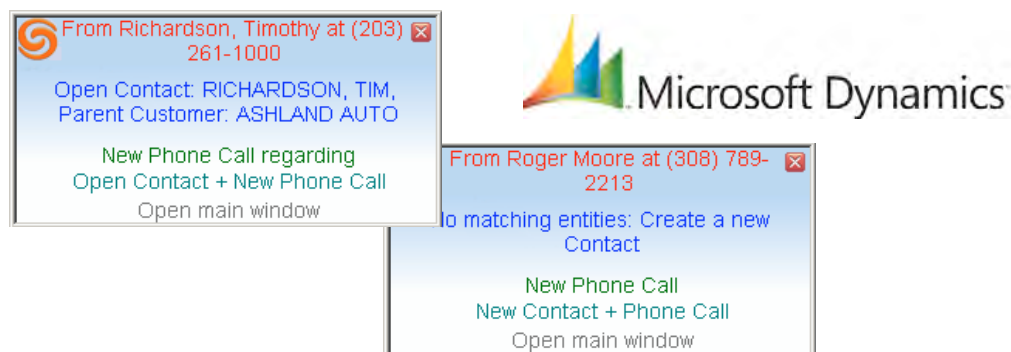 From Richardson, Timothy at (203)
261-1000
Open Contact: RICHARDSON, TIM,
Parent Customer: ASHLAND AUTO
New Phone Call regarding
Open Contact + New Phone Call
Open main window
Microsoft Dynamics
From Roger Moore at (308) 789-
2213
o matching entities: Create a new
Contact
New Phone Call
New Contact + Phone Call
Open main window